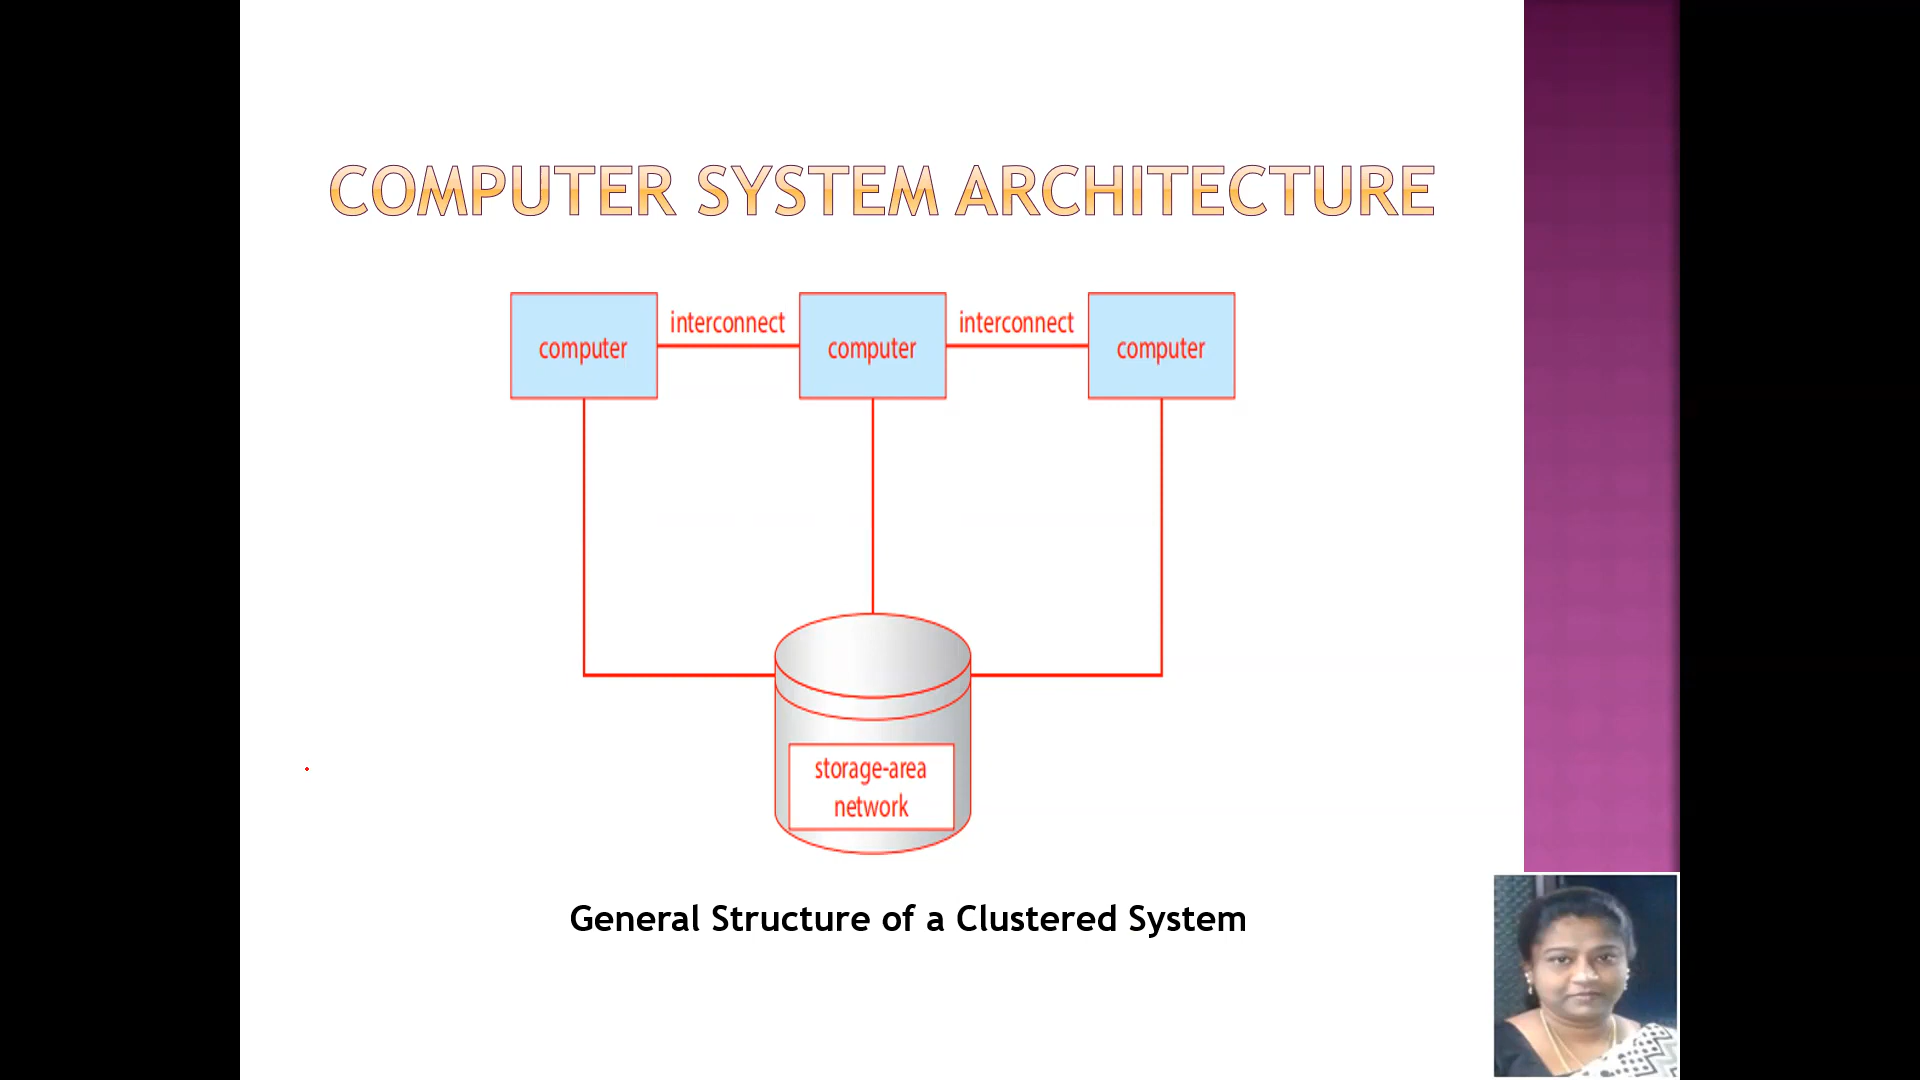 COMPUTER SYSTEM ARCHITECTURE
interconnect interconnect
computer computer computer
storage-area
network
General Structure of a Clustered System